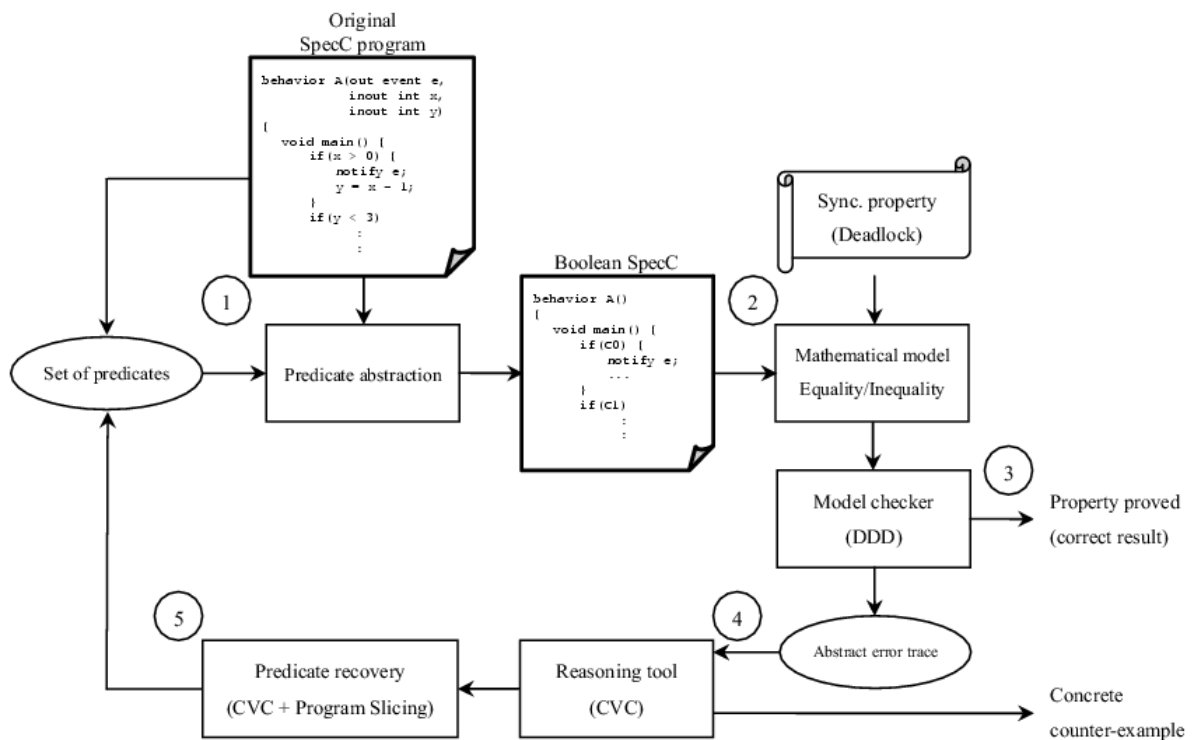 Original
SpecC program
behavior A(out event e,
inout int x,
inout int y)
{
void main() {
if(x > 0) {
notify e;
y = x - 1;
}
if(y < 3)
:
:
Sync. property
(Deadlock)
Boolean SpecC
1
2
behavior A()
{
void main() {
if(C0) {
notify e;
...
}
if(C1)
:
:
Set of predicates
Predicate abstraction
Mathematical model
Equality/Inequality
3
Model checker
(DDD)
Property proved
(correct result)
5
4
Predicate recovery
(CVC + Program Slicing)
Reasoning tool
(CVC)
Abstract error trace
Concrete
counter-example